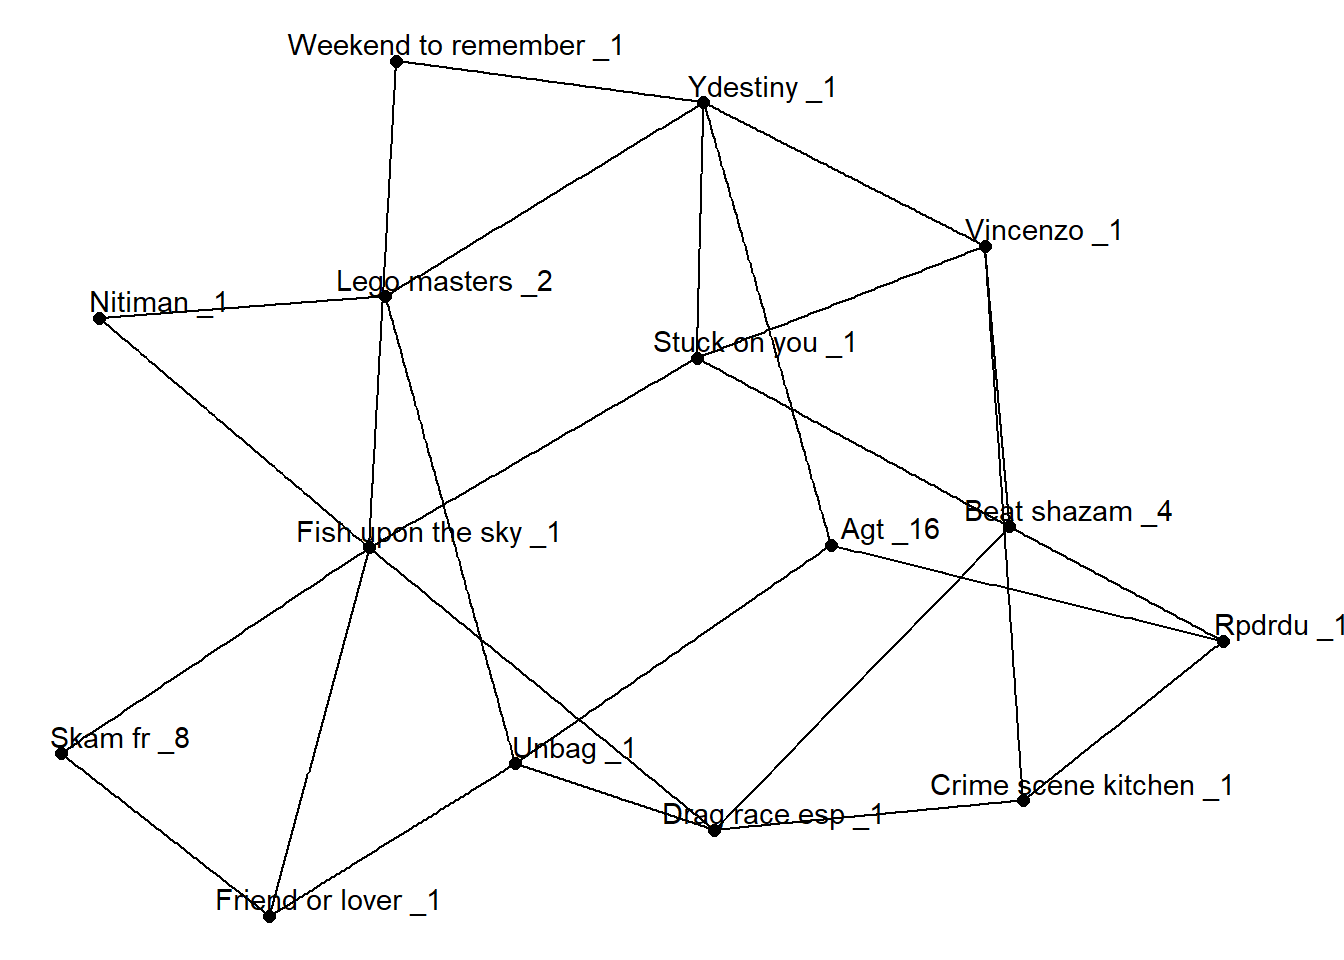 Weekend to remember _1
Ydestiny _1
Vincenzo _1
Lego masters _2
Nitiman _1
Stuck on you _1
Beat shazam _4
Agt _16
Fish upon the sky _1
Rpdrdu _1
Skam fr _8
Unbag _1
Crime scene kitchen _1
Drag race esp _1
Friend or lover _1